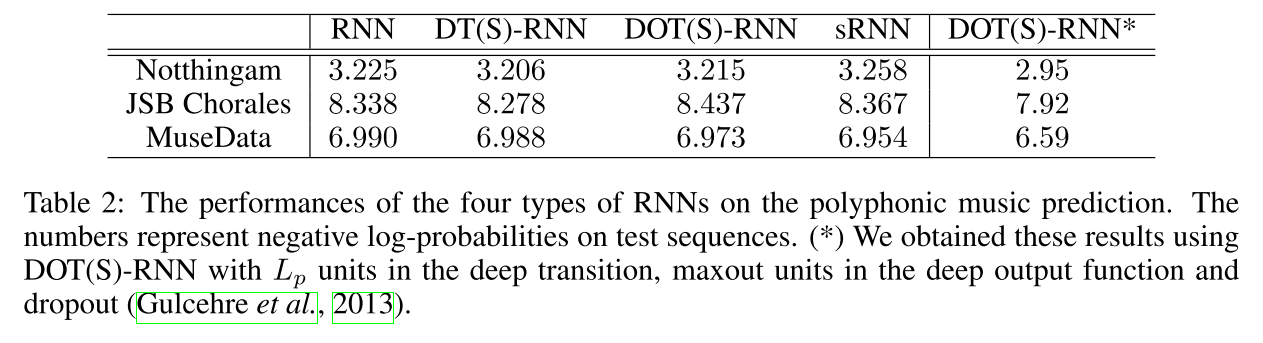 RNN DT(S)-RNN DOT(S)-RNN sRNN DOT(S)-RNN*
Notthingam 3.225 3.206 3.215 3.258 2.95
JSB Chorales 8.338 8.278 8.437 8.367 7.92
MuseData 6.990 6.988 6.973 6.954 6.59
Table 2: The performances of the four types of RNNs on the polyphonic music prediction. The
numbers represent negative log-probabilities on test sequences. (*) We obtained these results using
DOT(S)-RNN with Lp units in the deep transition, maxout units in the deep output function and
dropout (Gulcehre et al., 2013).